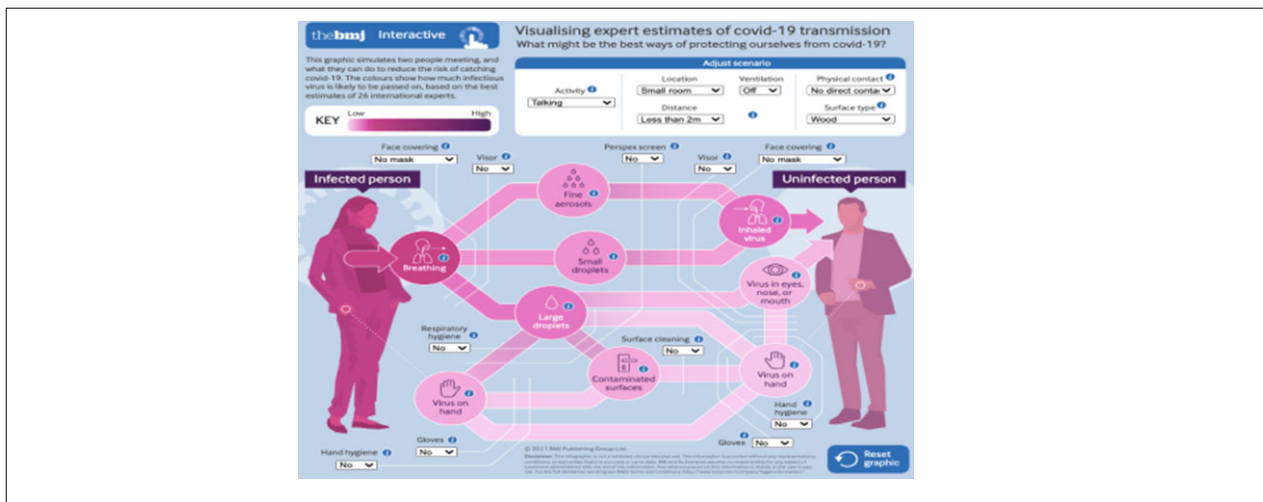 thebmj Interactive
Visualising expert estimates of covid-19 transmission
What might be the best ways of protecting ourselves from covid-19?
This graphic simulates two people meeting, and
what they can do to reduce the risk of catching
covid-19. The colours show how much infectious
virus is likely to be passed on, based on the best
estimates of 26 international experts.
KEY
Low
High
Adjust scenario
Activity
Talking
Location
Small room
Ventilation
Off
Distance
Less than 2m
Physical contact
No direct contac
Surface type
Wood
Face covering
No mask
Visor
No
Perspex screen
No
Visor
No
Face covering
No mask
Infected person
Uninfected person
Fine
aerosols
Inhaled
virus
Breathing
Small
droplets
Virus in eyes,
nose, or
mouth
Large
droplets
Respiratory
hygiene
No
Surface cleaning
No
Contaminated
surfaces
Virus on
hand
Virus on
hand
Hand
hygiene
No
Gloves
No
Gloves
No
Hand hygiene
No
© 2021 BMJ Publishing Group Ltd.
Reset
graphic